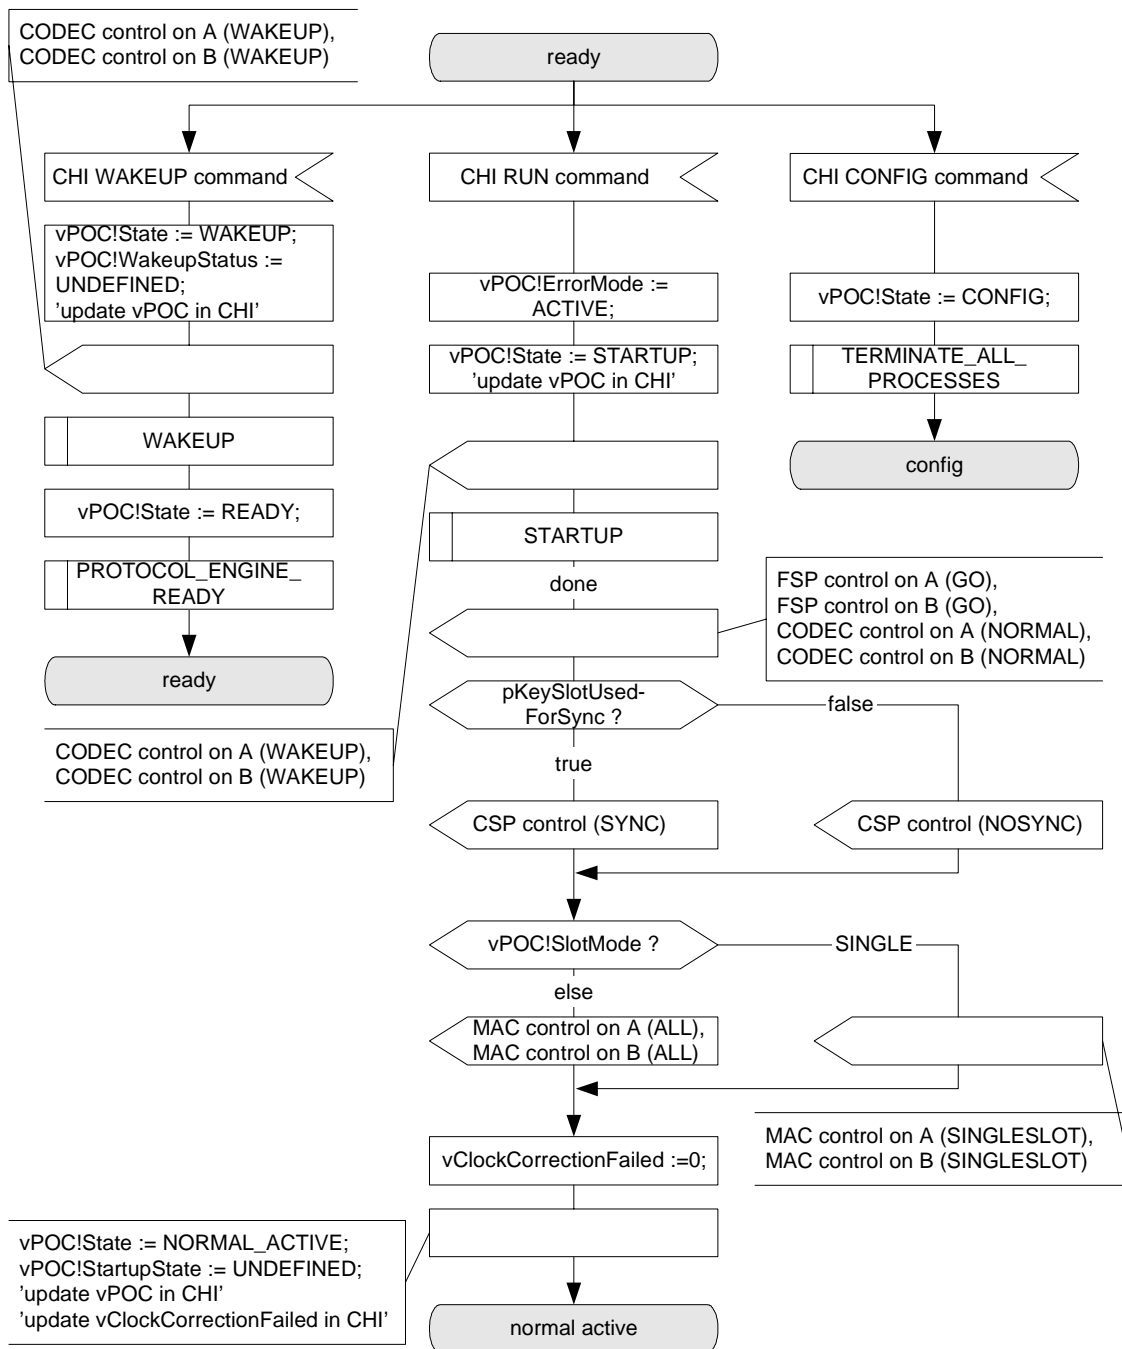 CODEC control on A (WAKEUP),
CODEC control on B (WAKEUP)
ready
CHI WAKEUP command
CHI RUN command
CHI CONFIG command
vPOC!State := WAKEUP;
vPOC!WakeupStatus :=
UNDEFINED;
’update vPOC in CHI’
vPOC!ErrorMode :=
ACTIVE;
vPOC!State := CONFIG;
vPOC!State := STARTUP;
’update vPOC in CHI’
TERMINATE_ALL_
PROCESSES
WAKEUP
config
vPOC!State := READY;
STARTUP
PROTOCOL_ENGINE_
READY
done
FSP control on A (GO),
FSP control on B (GO),
CODEC control on A (NORMAL),
CODEC control on B (NORMAL)
ready
pKeySlotUsed-
ForSync ?
false
CODEC control on A (WAKEUP),
CODEC control on B (WAKEUP)
true
CSP control (SYNC)
CSP control (NOSYNC)
vPOC!SlotMode ?
SINGLE
else
MAC control on A (ALL),
MAC control on B (ALL)
MAC control on A (SINGLESLOT),
MAC control on B (SINGLESLOT)
vClockCorrectionFailed :=0;
vPOC!State := NORMAL_ACTIVE;
vPOC!StartupState := UNDEFINED;
’update vPOC in CHI’
’update vClockCorrectionFailed in CHI’
normal active